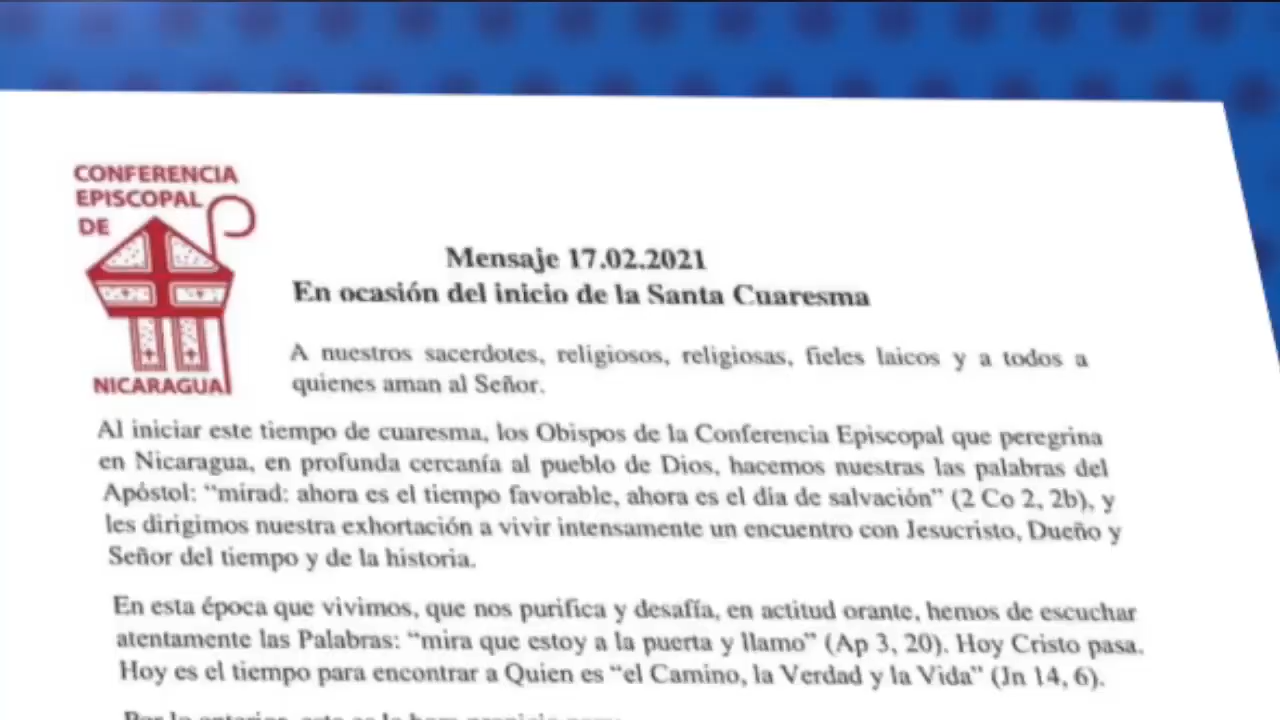 CONFERENCIA
EPISCOPAL
DE
NICARAGUA
Mensaje 17.02.2021
En ocasión del inicio de la Santa Cuaresma
A nuestros sacerdotes, religiosos, religiosas, fieles laicos y a todos a
quienes aman al Señor.
Al iniciar este tiempo de cuaresma, los Obispos de la Conferencia Episcopal que peregrina
en Nicaragua, en profunda cercanía al pueblo de Dios, hacemos nuestras las palabras del
Apóstol: “mirad: ahora es el tiempo favorable, ahora es el día de salvación” (2 Co 2, 2b), y
les dirigimos nuestra exhortación a vivir intensamente un encuentro con Jesucristo, Dueño y
Señor del tiempo y de la historia.
En esta época que vivimos, que nos purifica y desafía, en actitud orante, hemos de escuchar
atentamente las Palabras: “mira que estoy a la puerta y llamo” (Ap 3, 20). Hoy Cristo pasa.
Hoy es el tiempo para encontrar a Quien es “el Camino, la Verdad y la Vida” (Jn 14, 6).